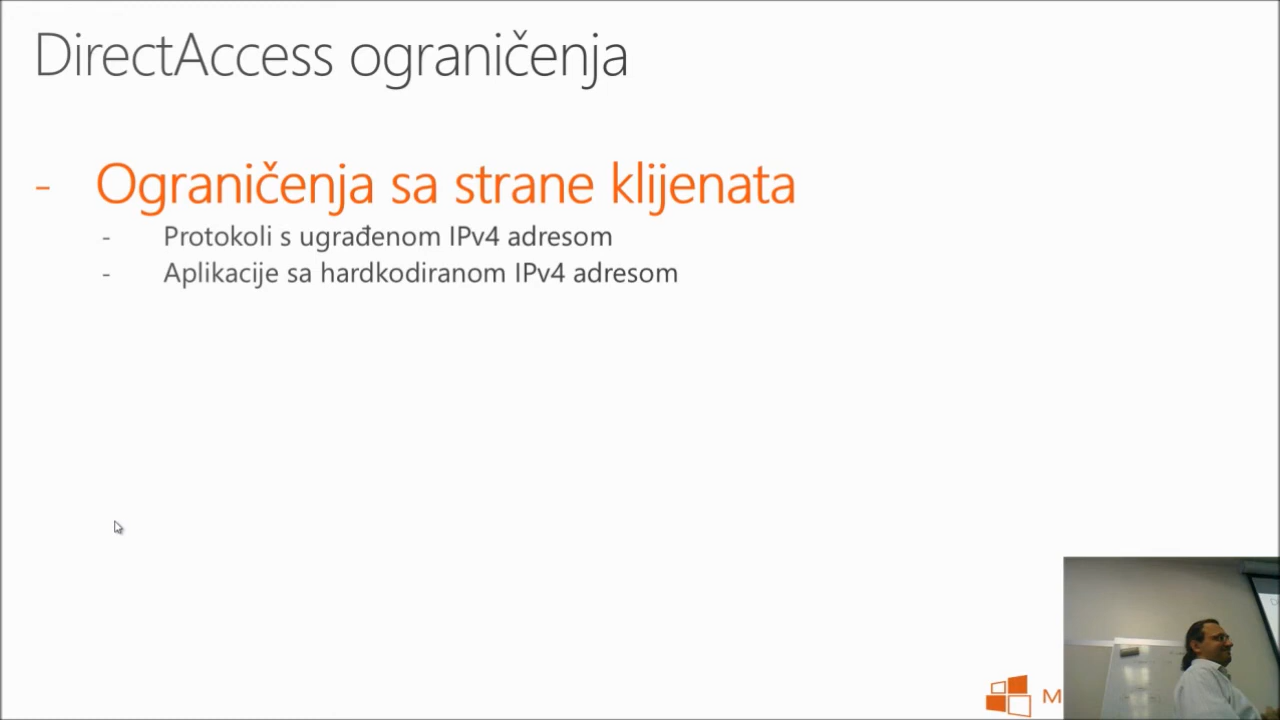 DirectAccess ograničenja
- Ograničenja sa strane klijenata
- Protokoli s ugrađenom IPv4 adresom
- Aplikacije sa hardkodiranom IPv4 adresom
M